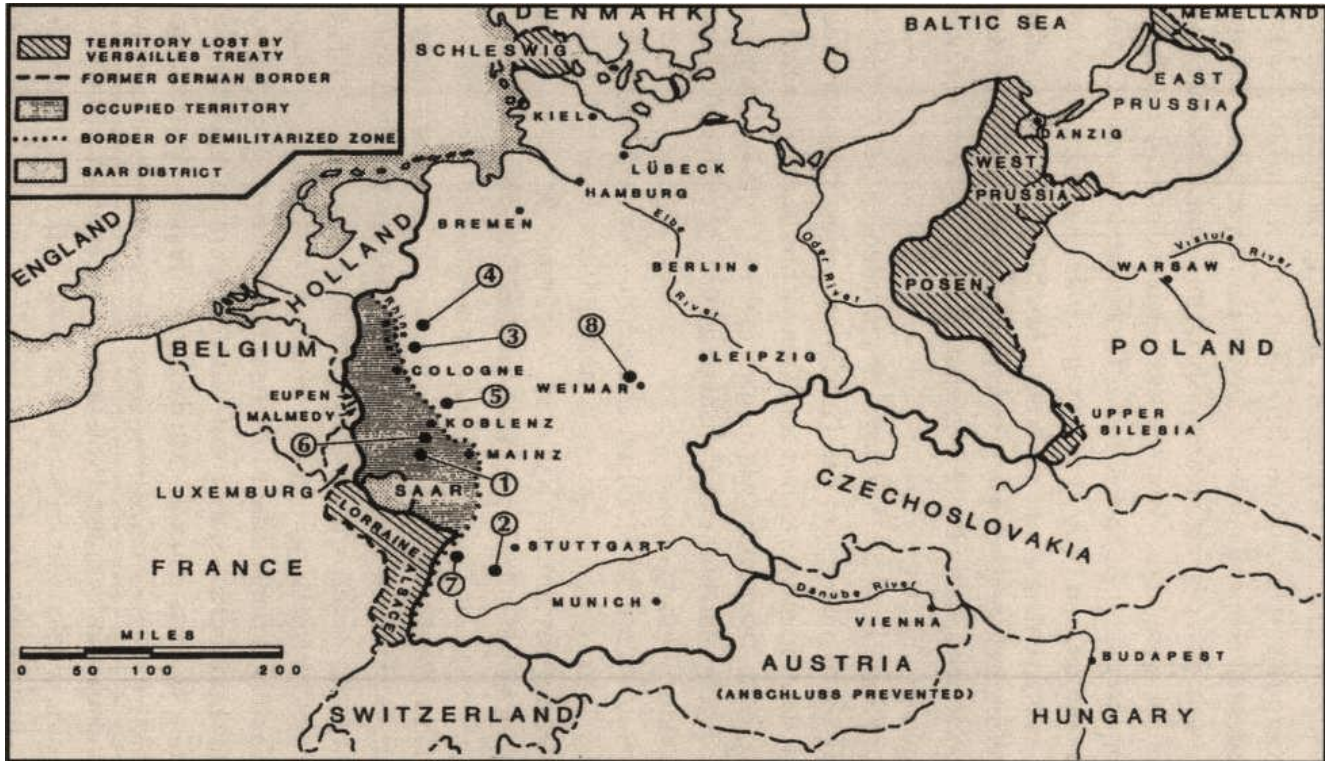 TERRITORY LOST BY
VERSAILLES TREATY
FORMER GERMAN BORDER
OCCUPIED TERRITORY
BORDER OF DEMILITARIZED ZONE
SAAR DISTRICT
DENMARK
SCHLESWIG
BALTIC SEA
MEMELLAND
EAST
PRUSSIA
KIEL
DANZIG
LÜBECK
HAMBURG
WEST
PRUSSIA
BREMEN
Elbe
River
ENGLAND
HOLLAND
BERLIN
Oder River
Vistula River
WARSAW
POSEN
④
Rhine
③
⑧
BELGIUM
COLOGNE
LEIPZIG
POLAND
WEIMAR
EUPEN
MALMEDY
⑤
KOBLENZ
UPPER
SILESIA
⑥
MAINZ
①
LUXEMBURG
SAAR
CZECHOSLOVAKIA
LORRAINE
②
STUTTGART
FRANCE
ALSACE
⑦
MUNICH
Danube River
VIENNA
MILES
0 50 100 200
AUSTRIA
(ANSCHLUSS PREVENTED)
BUDAPEST
SWITZERLAND
HUNGARY